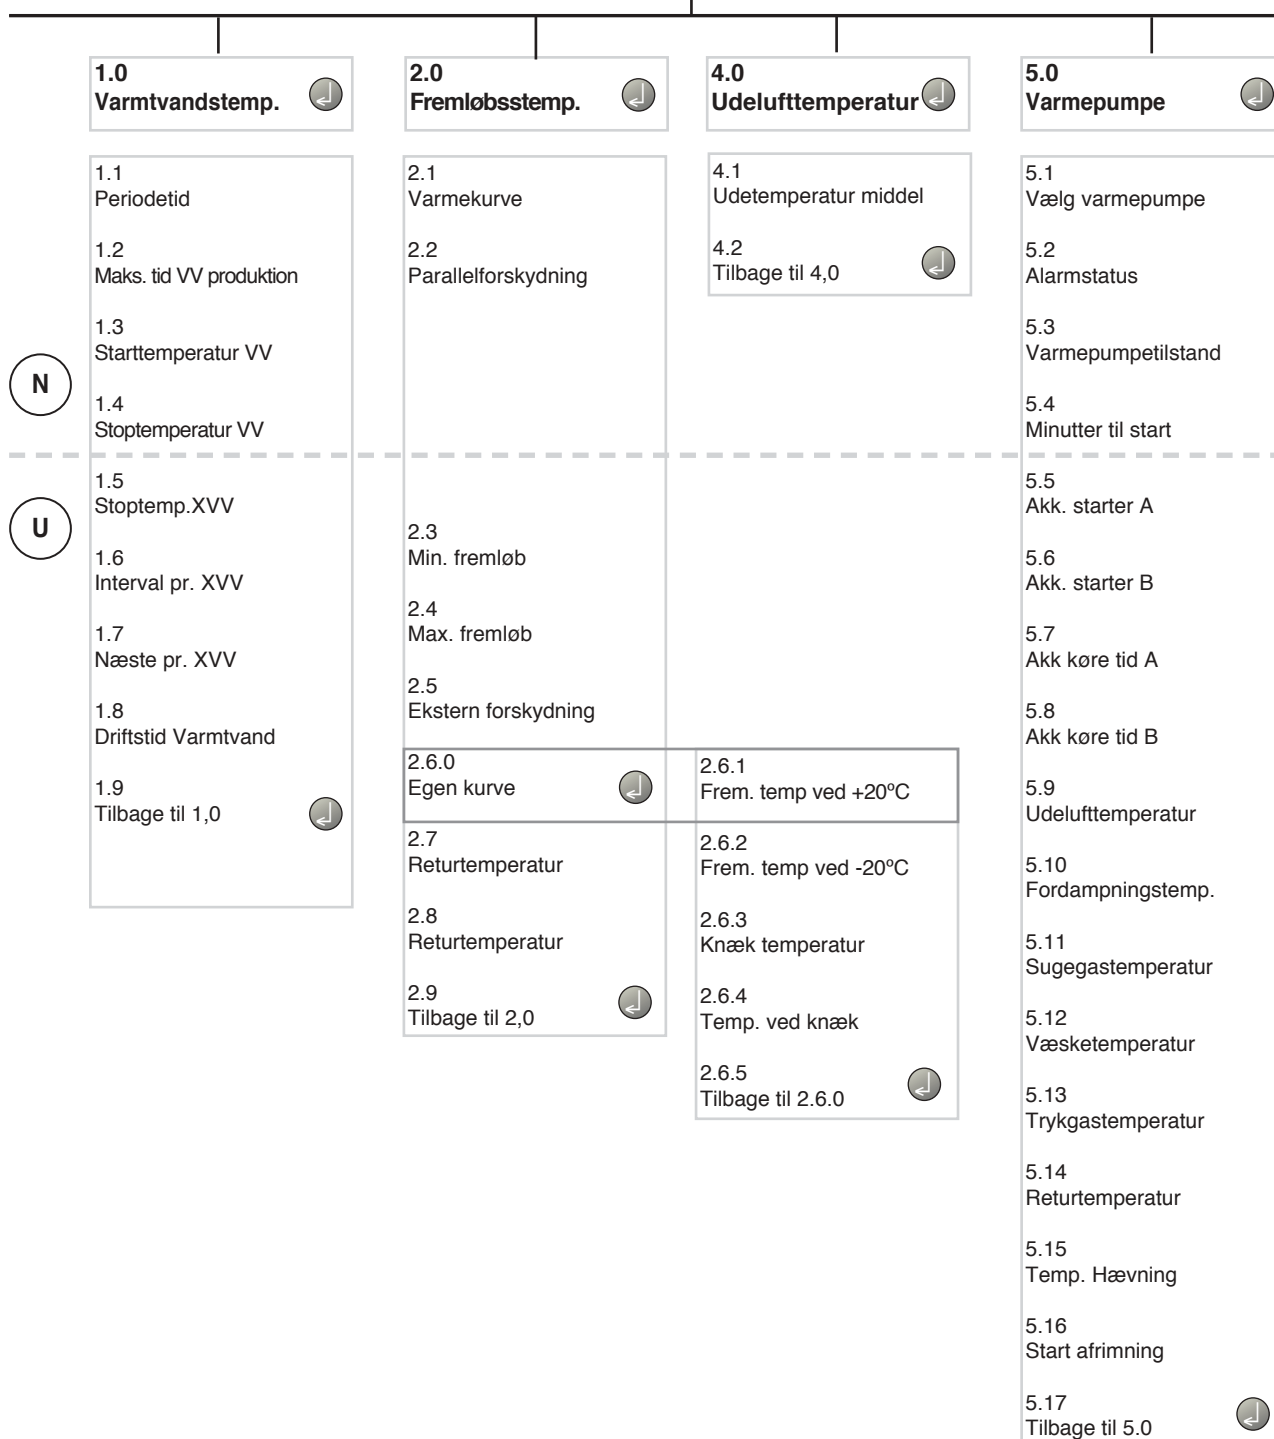 1.0
Varmtvandstemp.
1.1
Periodetid
1.2
Maks. tid VV produktion
1.3
Starttemperatur VV
1.4
Stoptemperatur VV
1.5
Stoptemp.XVV
1.6
Interval pr. XVV
1.7
Næste pr. XVV
1.8
Driftstid Varmtvand
1.9
Tilbage til 1,0
N
U
2.0
Fremløbsstemp.
2.1
Varmekurve
2.2
Parallelforskydning
2.3
Min. fremløb
2.4
Max. fremløb
2.5
Ekstern forskydning
2.6.0
Egen kurve
2.7
Returtemperatur
2.8
Returtemperatur
2.9
Tilbage til 2,0
4.0
Udelufttemperatur
4.1
Udetemperatur middel
4.2
Tilbage til 4,0
2.6.1
Frem. temp ved +20ºC
2.6.2
Frem. temp ved -20ºC
2.6.3
Knæk temperatur
2.6.4
Temp. ved knæk
2.6.5
Tilbage til 2.6.0
5.0
Varmepumpe
5.1
Vælg varmepumpe
5.2
Alarmstatus
5.3
Varmepumpetilstand
5.4
Minutter til start
5.5
Akk. starter A
5.6
Akk. starter B
5.7
Akk køre tid A
5.8
Akk køre tid B
5.9
Udelufttemperatur
5.10
Fordampningstemp.
5.11
Sugegastemperatur
5.12
Væsketemperatur
5.13
Trykgastemperatur
5.14
Returtemperatur
5.15
Temp. Hævning
5.16
Start afrimning
5.17
Tilbage til 5.0